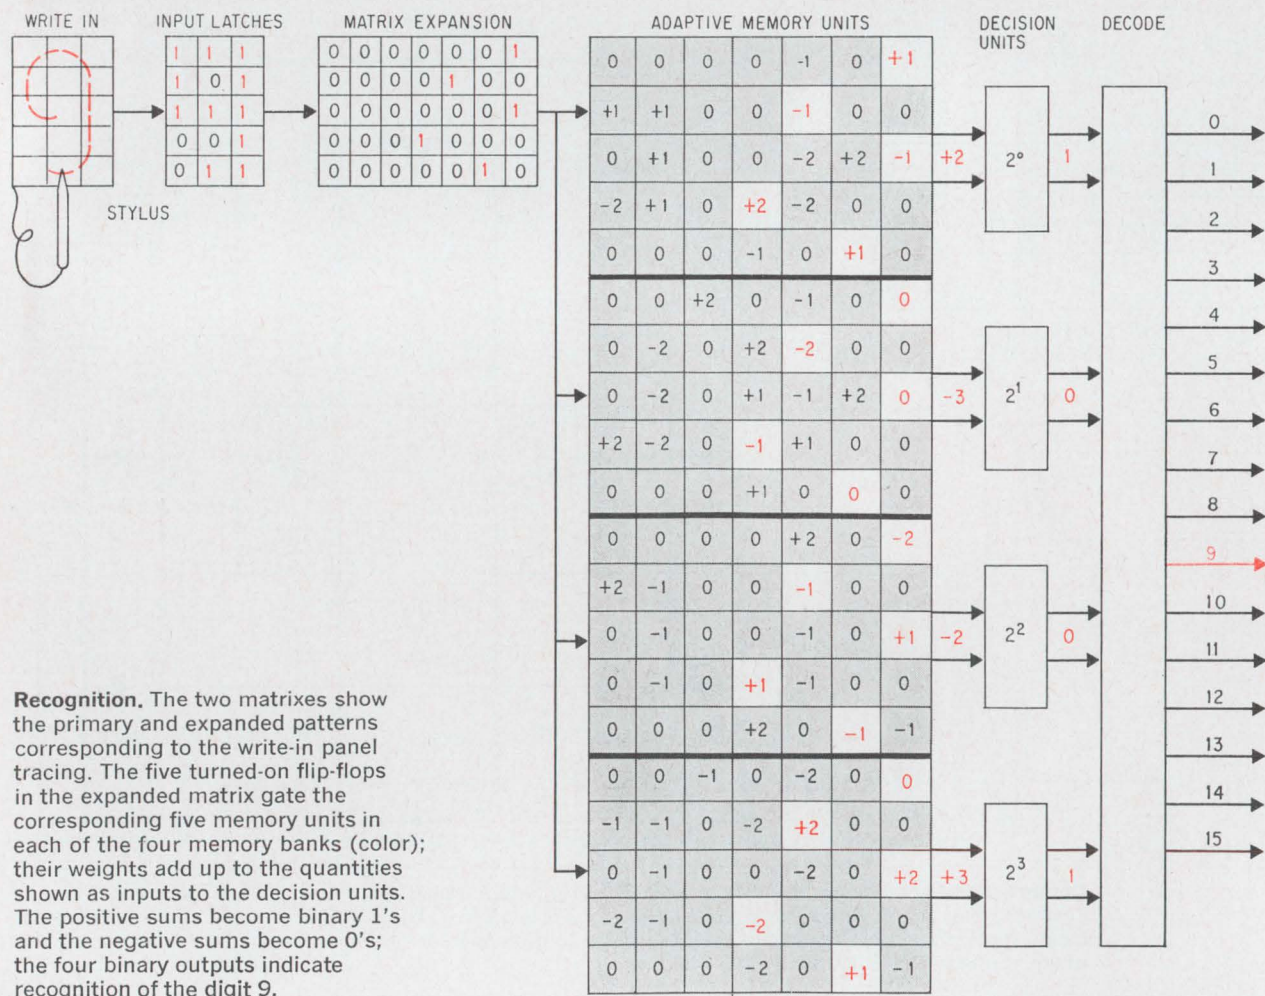 WRITE IN
INPUT LATCHES
MATRIX EXPANSION
ADAPTIVE MEMORY UNITS
DECISION
UNITS
DECODE
STYLUS
1 1 1
1 0 1
1 1 1
0 0 1
0 1 1
0 0 0 0 0 0 1
0 0 0 0 1 0 0
0 0 0 0 0 0 1
0 0 0 1 0 0 0
0 0 0 0 0 1 0
0 0 0 0 -1 0 +1
+1 +1 0 0 -1 0 0
0 +1 0 0 -2 +2 -1 +2
-2 +1 0 +2 -2 0 0
0 0 0 -1 0 +1 0
0 0 +2 0 -1 0 0
0 -2 0 +2 -2 0 0
0 -2 0 +1 -1 +2 0 -3
+2 -2 0 -1 +1 0 0
0 0 0 +1 0 0 0
0 0 0 0 +2 0 -2
+2 -1 0 0 -1 0 0
0 -1 0 0 -1 0 +1 -2
0 -1 0 +1 -1 0 0
0 0 0 +2 0 -1 -1
0 0 -1 0 -2 0 0
-1 -1 0 -2 +2 0 0
0 -1 0 0 -2 0 +2 +3
-2 -1 0 -2 0 0 0
0 0 0 -2 0 +1 -1
2⁰ 1
2¹ 0
2² 0
2³ 1
0
1
2
3
4
5
6
7
8
9
10
11
12
13
14
15
Recognition. The two matrixes show
the primary and expanded patterns
corresponding to the write-in panel
tracing. The five turned-on flip-flops
in the expanded matrix gate the
corresponding five memory units in
each of the four memory banks (color);
their weights add up to the quantities
shown as inputs to the decision units.
The positive sums become binary 1's
and the negative sums become 0's;
the four binary outputs indicate
recognition of the digit 9.